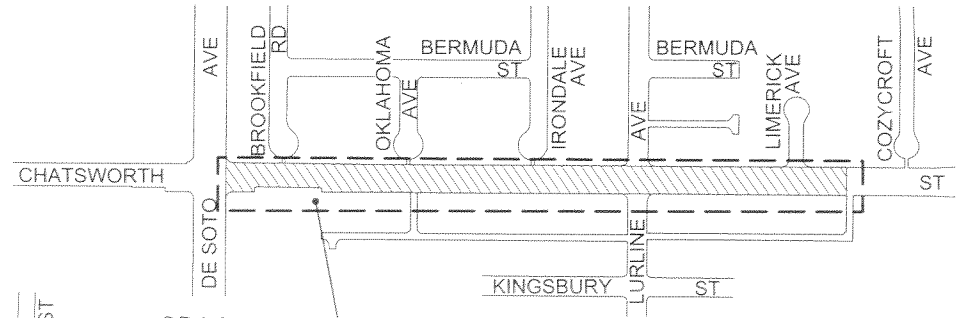 AVE
BROOKFIELD
RD
OKLAHOMA
AVE
BERMUDA
ST
IRONDALE
AVE
AVE
BERMUDA
ST
LIMERICK
AVE
COZYCROFT
AVE
CHATSWORTH
ST
DE SOTO
LURLINE
KINGSBURY
ST
ST